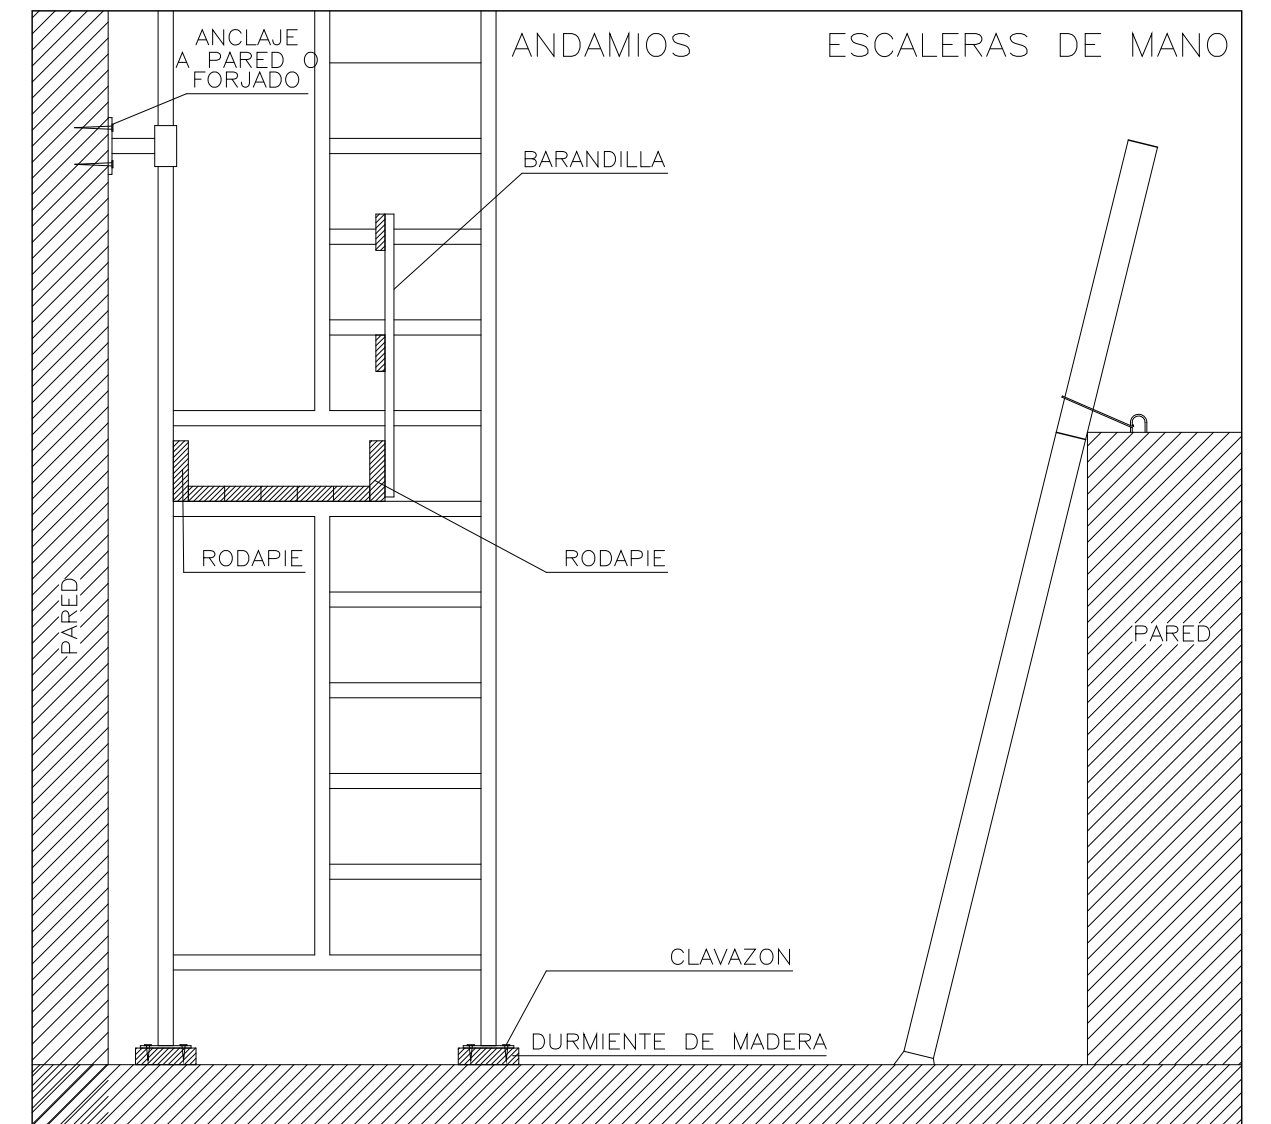 ANDAMIOS
ESCALERAS DE MANO
ANCLAJE
A PARED O
FORJADO
BARANDILLA
RODAPIE
RODAPIE
PARED
PARED
CLAVAZON
DURMIENTE DE MADERA